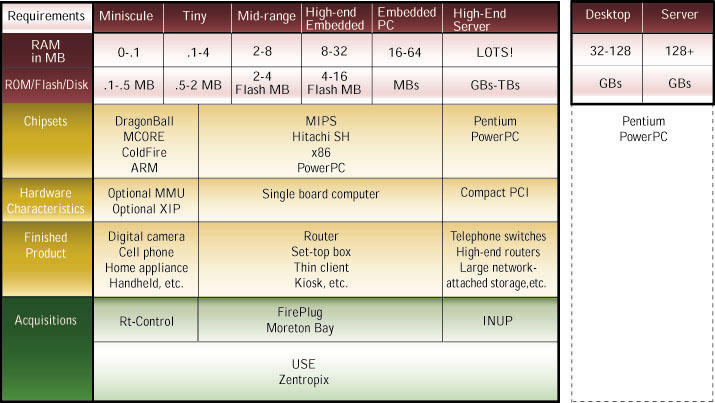 Requirements Miniscule Tiny Mid-range High-end Embedded Embedded PC High-End Server Desktop Server
RAM in MB 0-.1 .1-4 2-8 8-32 16-64 LOTS! 32-128 128+
ROM/Flash/Disk .1-.5 MB .5-2 MB 2-4 Flash MB 4-16 Flash MB MBs GBs-TBs GBs GBs
Chipsets
DragonBall
MCORE
ColdFire
ARM
MIPS
Hitachi SH
x86
PowerPC
Pentium
PowerPC
Pentium
PowerPC
Hardware
Characteristics
Optional MMU
Optional XIP
Single board computer
Compact PCI
Finished
Product
Digital camera
Cell phone
Home appliance
Handheld, etc.
Router
Set-top box
Thin client
Kiosk, etc.
Telephone switches
High-end routers
Large network-
attached storage,etc.
Acquisitions
Rt-Control
FirePlug
Moreton Bay
INUP
USE
Zentropix